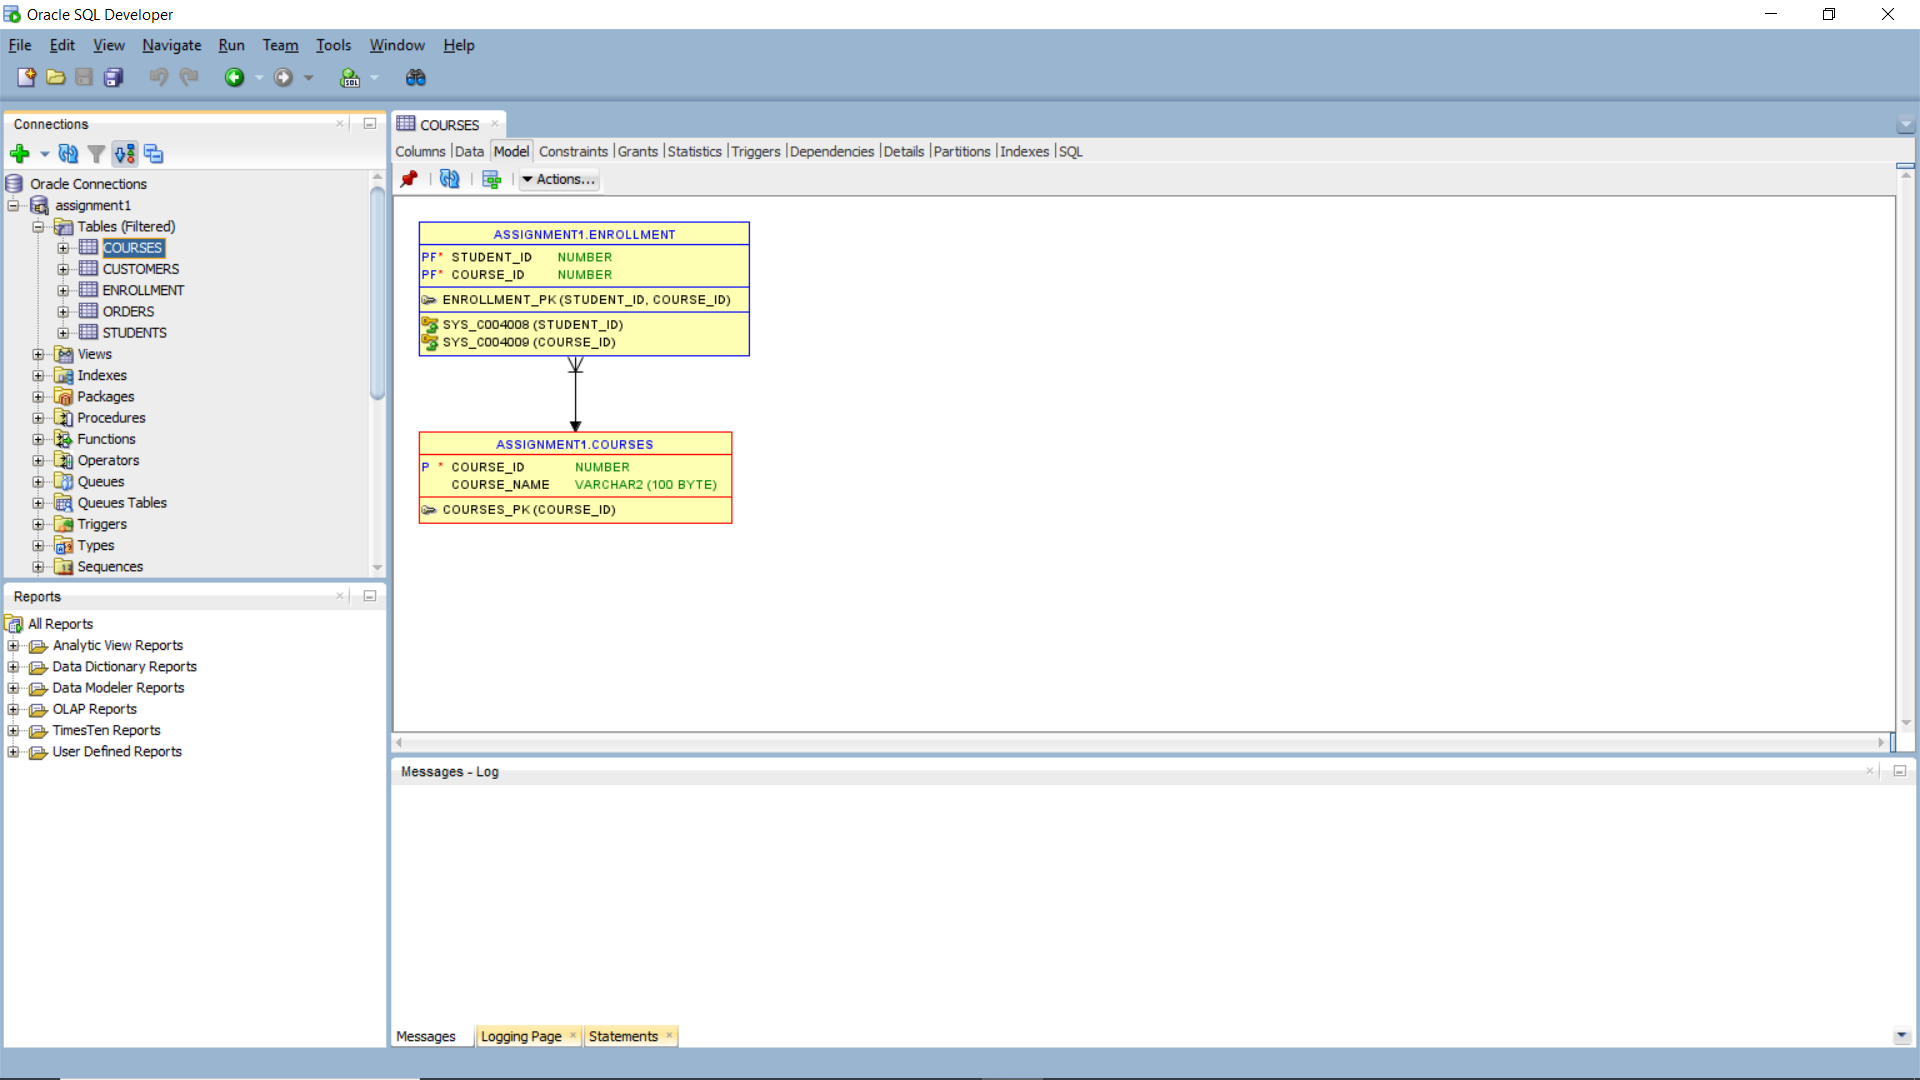 Oracle SQL Developer
File Edit View Navigate Run Team Tools Window Help
Connections
Oracle Connections
assignment1
Tables (Filtered)
COURSES
CUSTOMERS
ENROLLMENT
ORDERS
STUDENTS
Views
Indexes
Packages
Procedures
Functions
Operators
Queues
Queues Tables
Triggers
Types
Sequences
Reports
All Reports
Analytic View Reports
Data Dictionary Reports
Data Modeler Reports
OLAP Reports
TimesTen Reports
User Defined Reports
COURSES
Columns Data Model Constraints Grants Statistics Triggers Dependencies Details Partitions Indexes SQL
Actions...
ASSIGNMENT1.ENROLLMENT
PF* STUDENT_ID NUMBER
PF* COURSE_ID NUMBER
ENROLLMENT_PK (STUDENT_ID, COURSE_ID)
SYS_C004008 (STUDENT_ID)
SYS_C004009 (COURSE_ID)
ASSIGNMENT1.COURSES
P * COURSE_ID NUMBER
COURSE_NAME VARCHAR2 (100 BYTE)
COURSES_PK (COURSE_ID)
Messages - Log
Messages Logging Page Statements